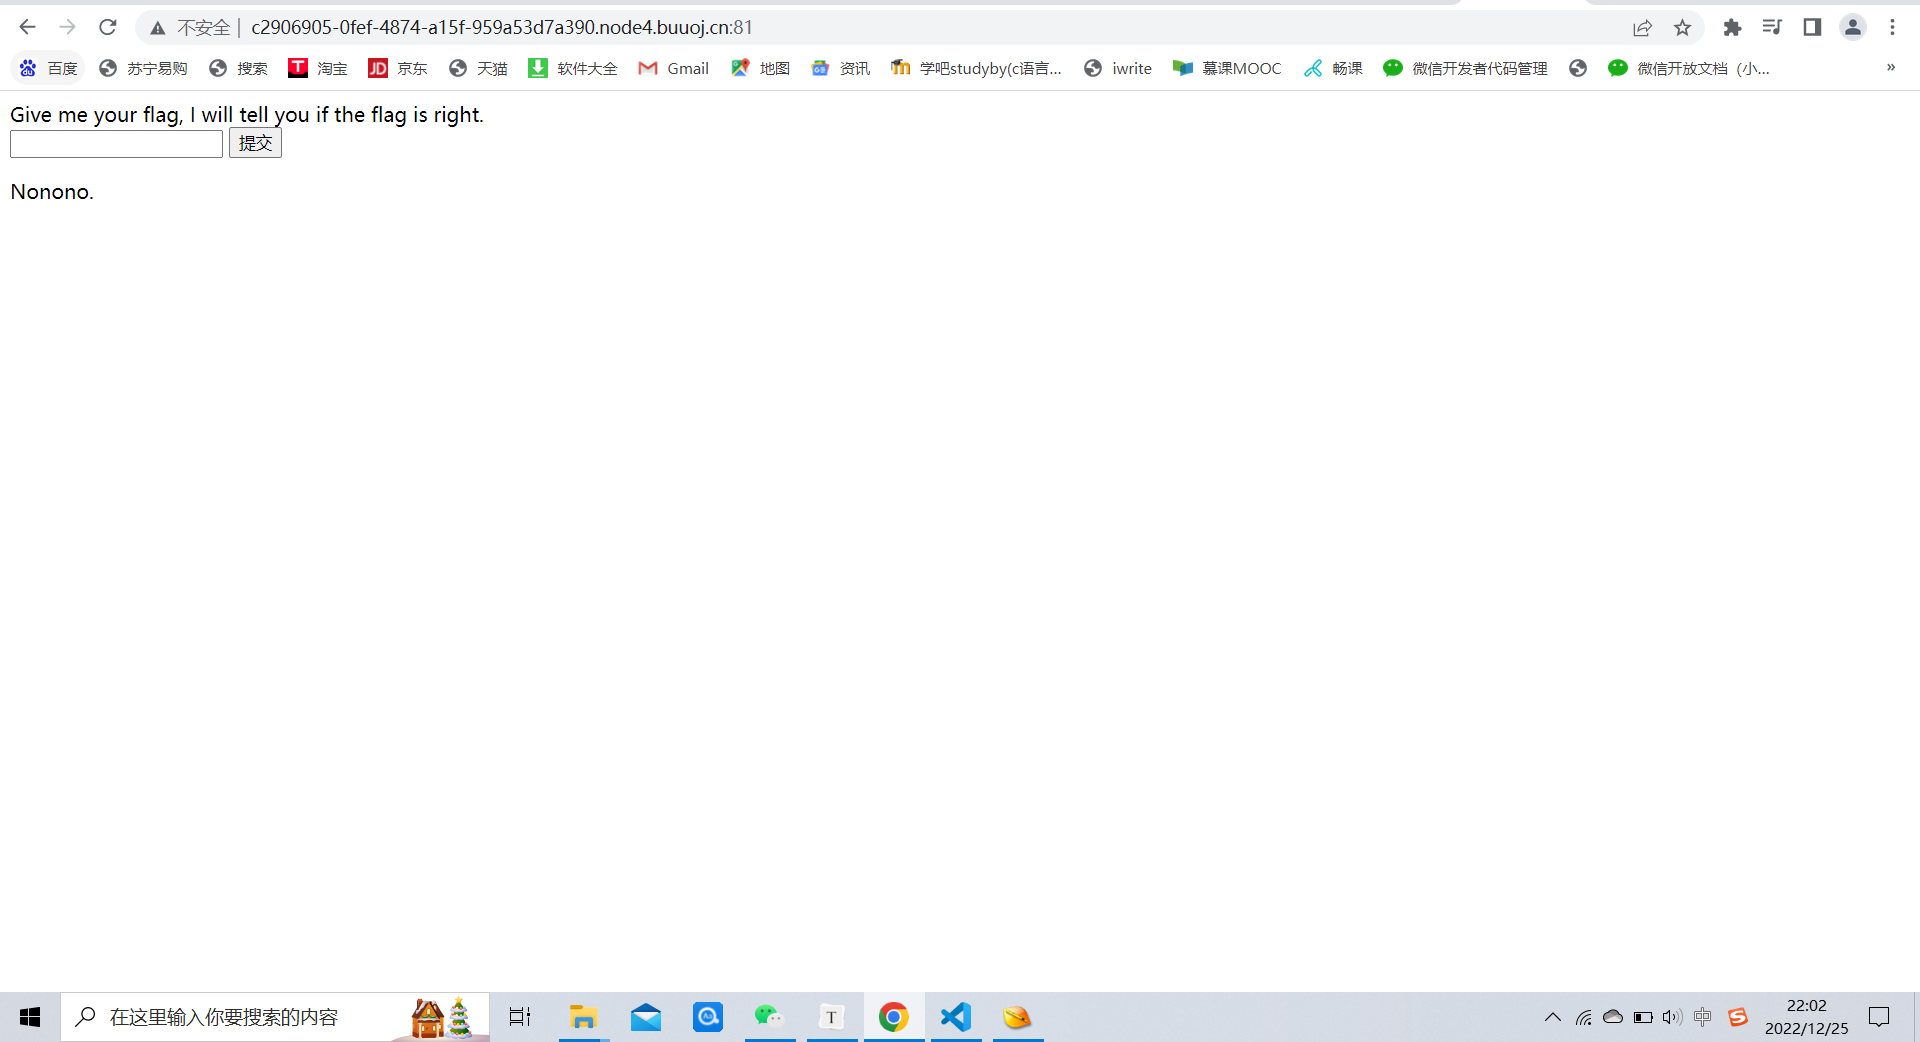 不安全 | c2906905-0fef-4874-a15f-959a53d7a390.node4.buuoj.cn:81
百度 苏宁易购 搜索 淘宝 JD 京东 天猫 软件大全 Gmail 地图 资讯 学吧studyby(c语言... iwrite 慕课MOOC 畅课 微信开发者代码管理 微信开放文档（小... »
Give me your flag, I will tell you if the flag is right.
提交
Nonono.
在这里输入你要搜索的内容
T
中
22:02
2022/12/25